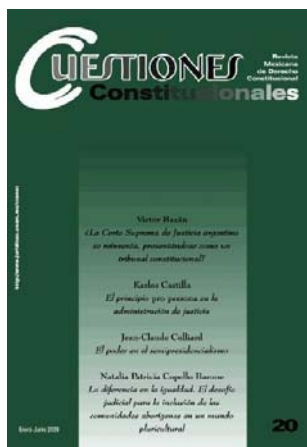 CUESTIONES
Constitucionales
Revista
Mexicana
de Derecho
Constitucional
Víctor Bazán
¿La Corte Suprema de Justicia argentina
se reinventa, presentándose como un
tribunal constitucional?
Karlos Castilla
El principio pro persona en la
administración de justicia
Jean-Claude Colliard
El poder en el semipresidencialismo
Natalia Patricia Copello Barone
La diferencia en la igualdad. El desafío
judicial para la inclusión de las
comunidades aborígenes en un mundo
pluricultural
Enero-Junio 2009
20